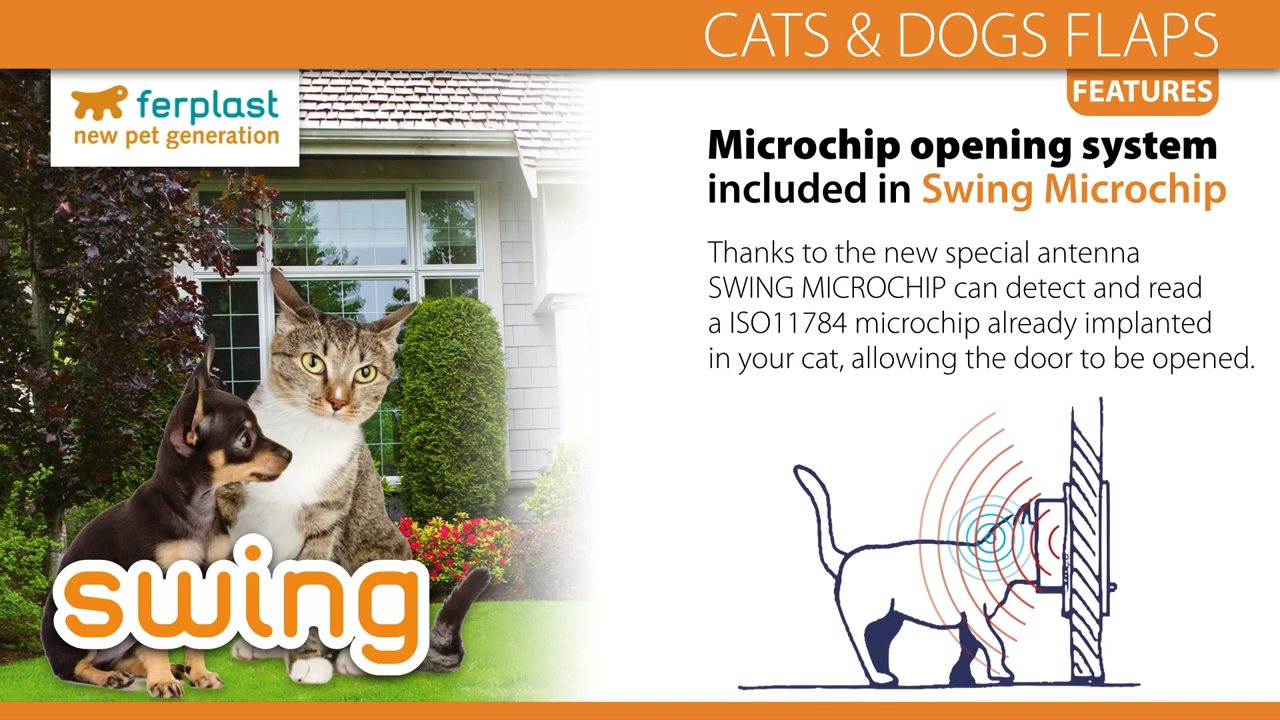 CATS & DOGS FLAPS
ferplast
new pet generation
FEATURES
Microchip opening system
included in Swing Microchip
Thanks to the new special antenna
SWING MICROCHIP can detect and read
a ISO11784 microchip already implanted
in your cat, allowing the door to be opened.
swing